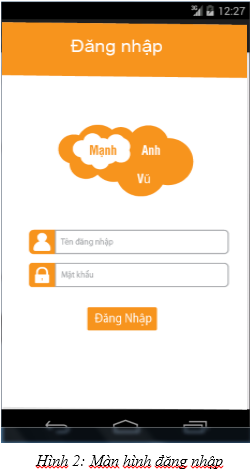 3G 12:27
Đăng nhập
Mạnh Anh
Vũ
Tên đăng nhập
Mật khẩu
Đăng Nhập
Hình 2: Màn hình đăng nhập